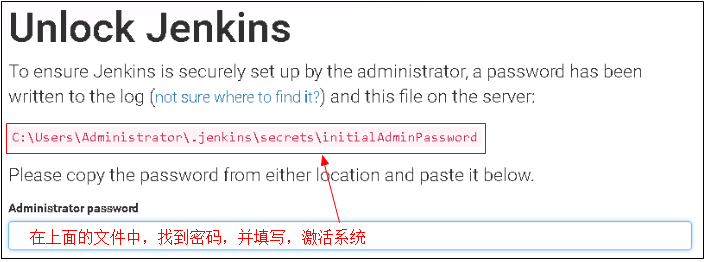 Unlock Jenkins
To ensure Jenkins is securely set up by the administrator, a password has been
written to the log (not sure where to find it?) and this file on the server:
C:\Users\Administrator\.jenkins\secrets\initialAdminPassword
Please copy the password from either location and paste it below.
Administrator password
在上面的文件中，找到密码，并填写，激活系统